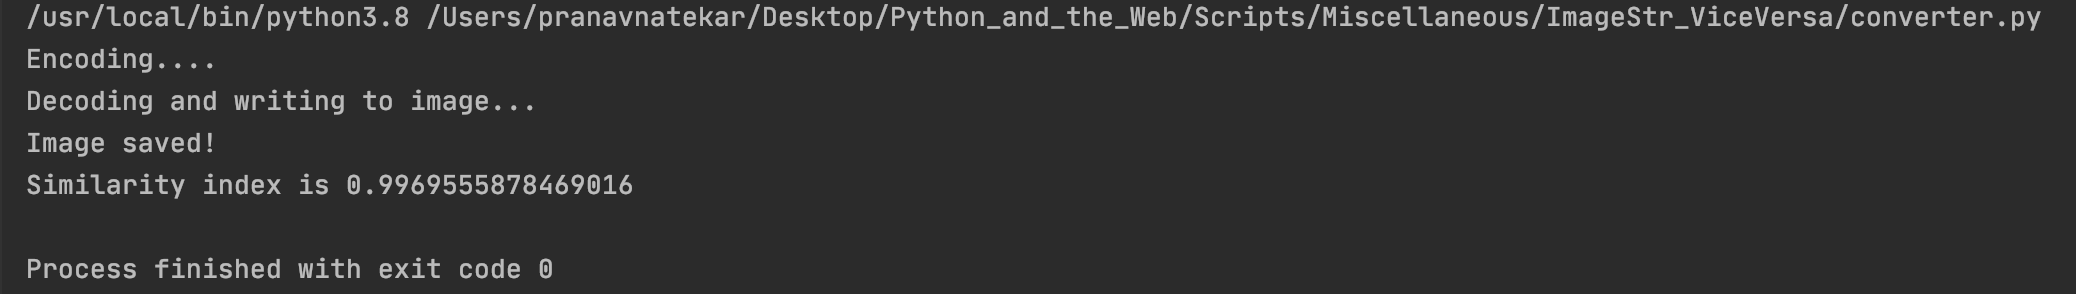 /usr/local/bin/python3.8 /Users/pranavnatekar/Desktop/Python_and_the_Web/Scripts/Miscellaneous/ImageStr_ViceVersa/converter.py
Encoding....
Decoding and writing to image...
Image saved!
Similarity index is 0.9969555878469016
Process finished with exit code 0